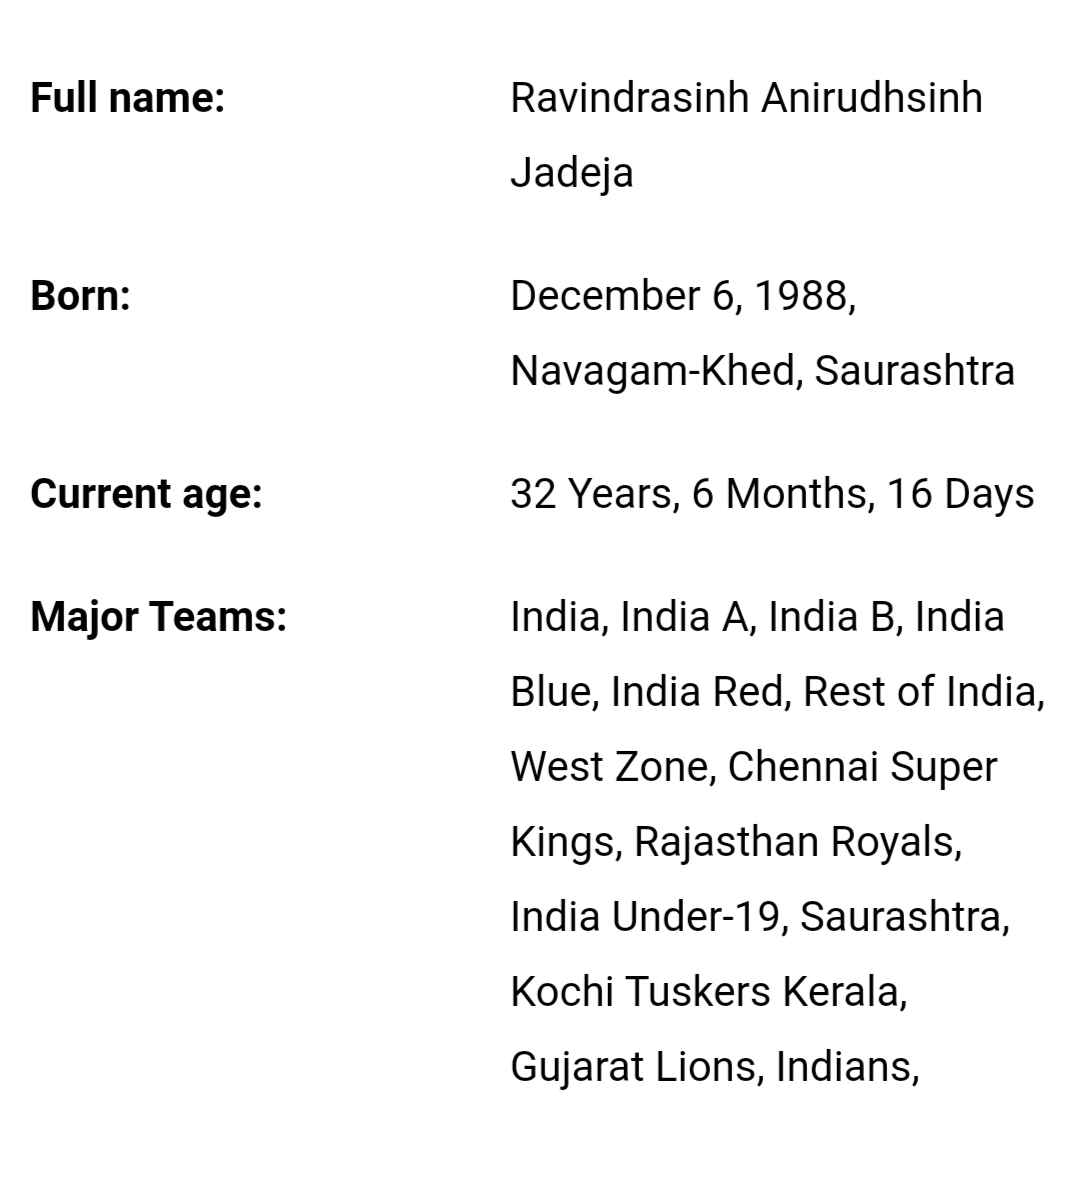 Full name: Ravindrasinh Anirudhsinh
Jadeja
Born: December 6, 1988,
Navagam-Khed, Saurashtra
Current age: 32 Years, 6 Months, 16 Days
Major Teams: India, India A, India B, India
Blue, India Red, Rest of India,
West Zone, Chennai Super
Kings, Rajasthan Royals,
India Under-19, Saurashtra,
Kochi Tuskers Kerala,
Gujarat Lions, Indians,